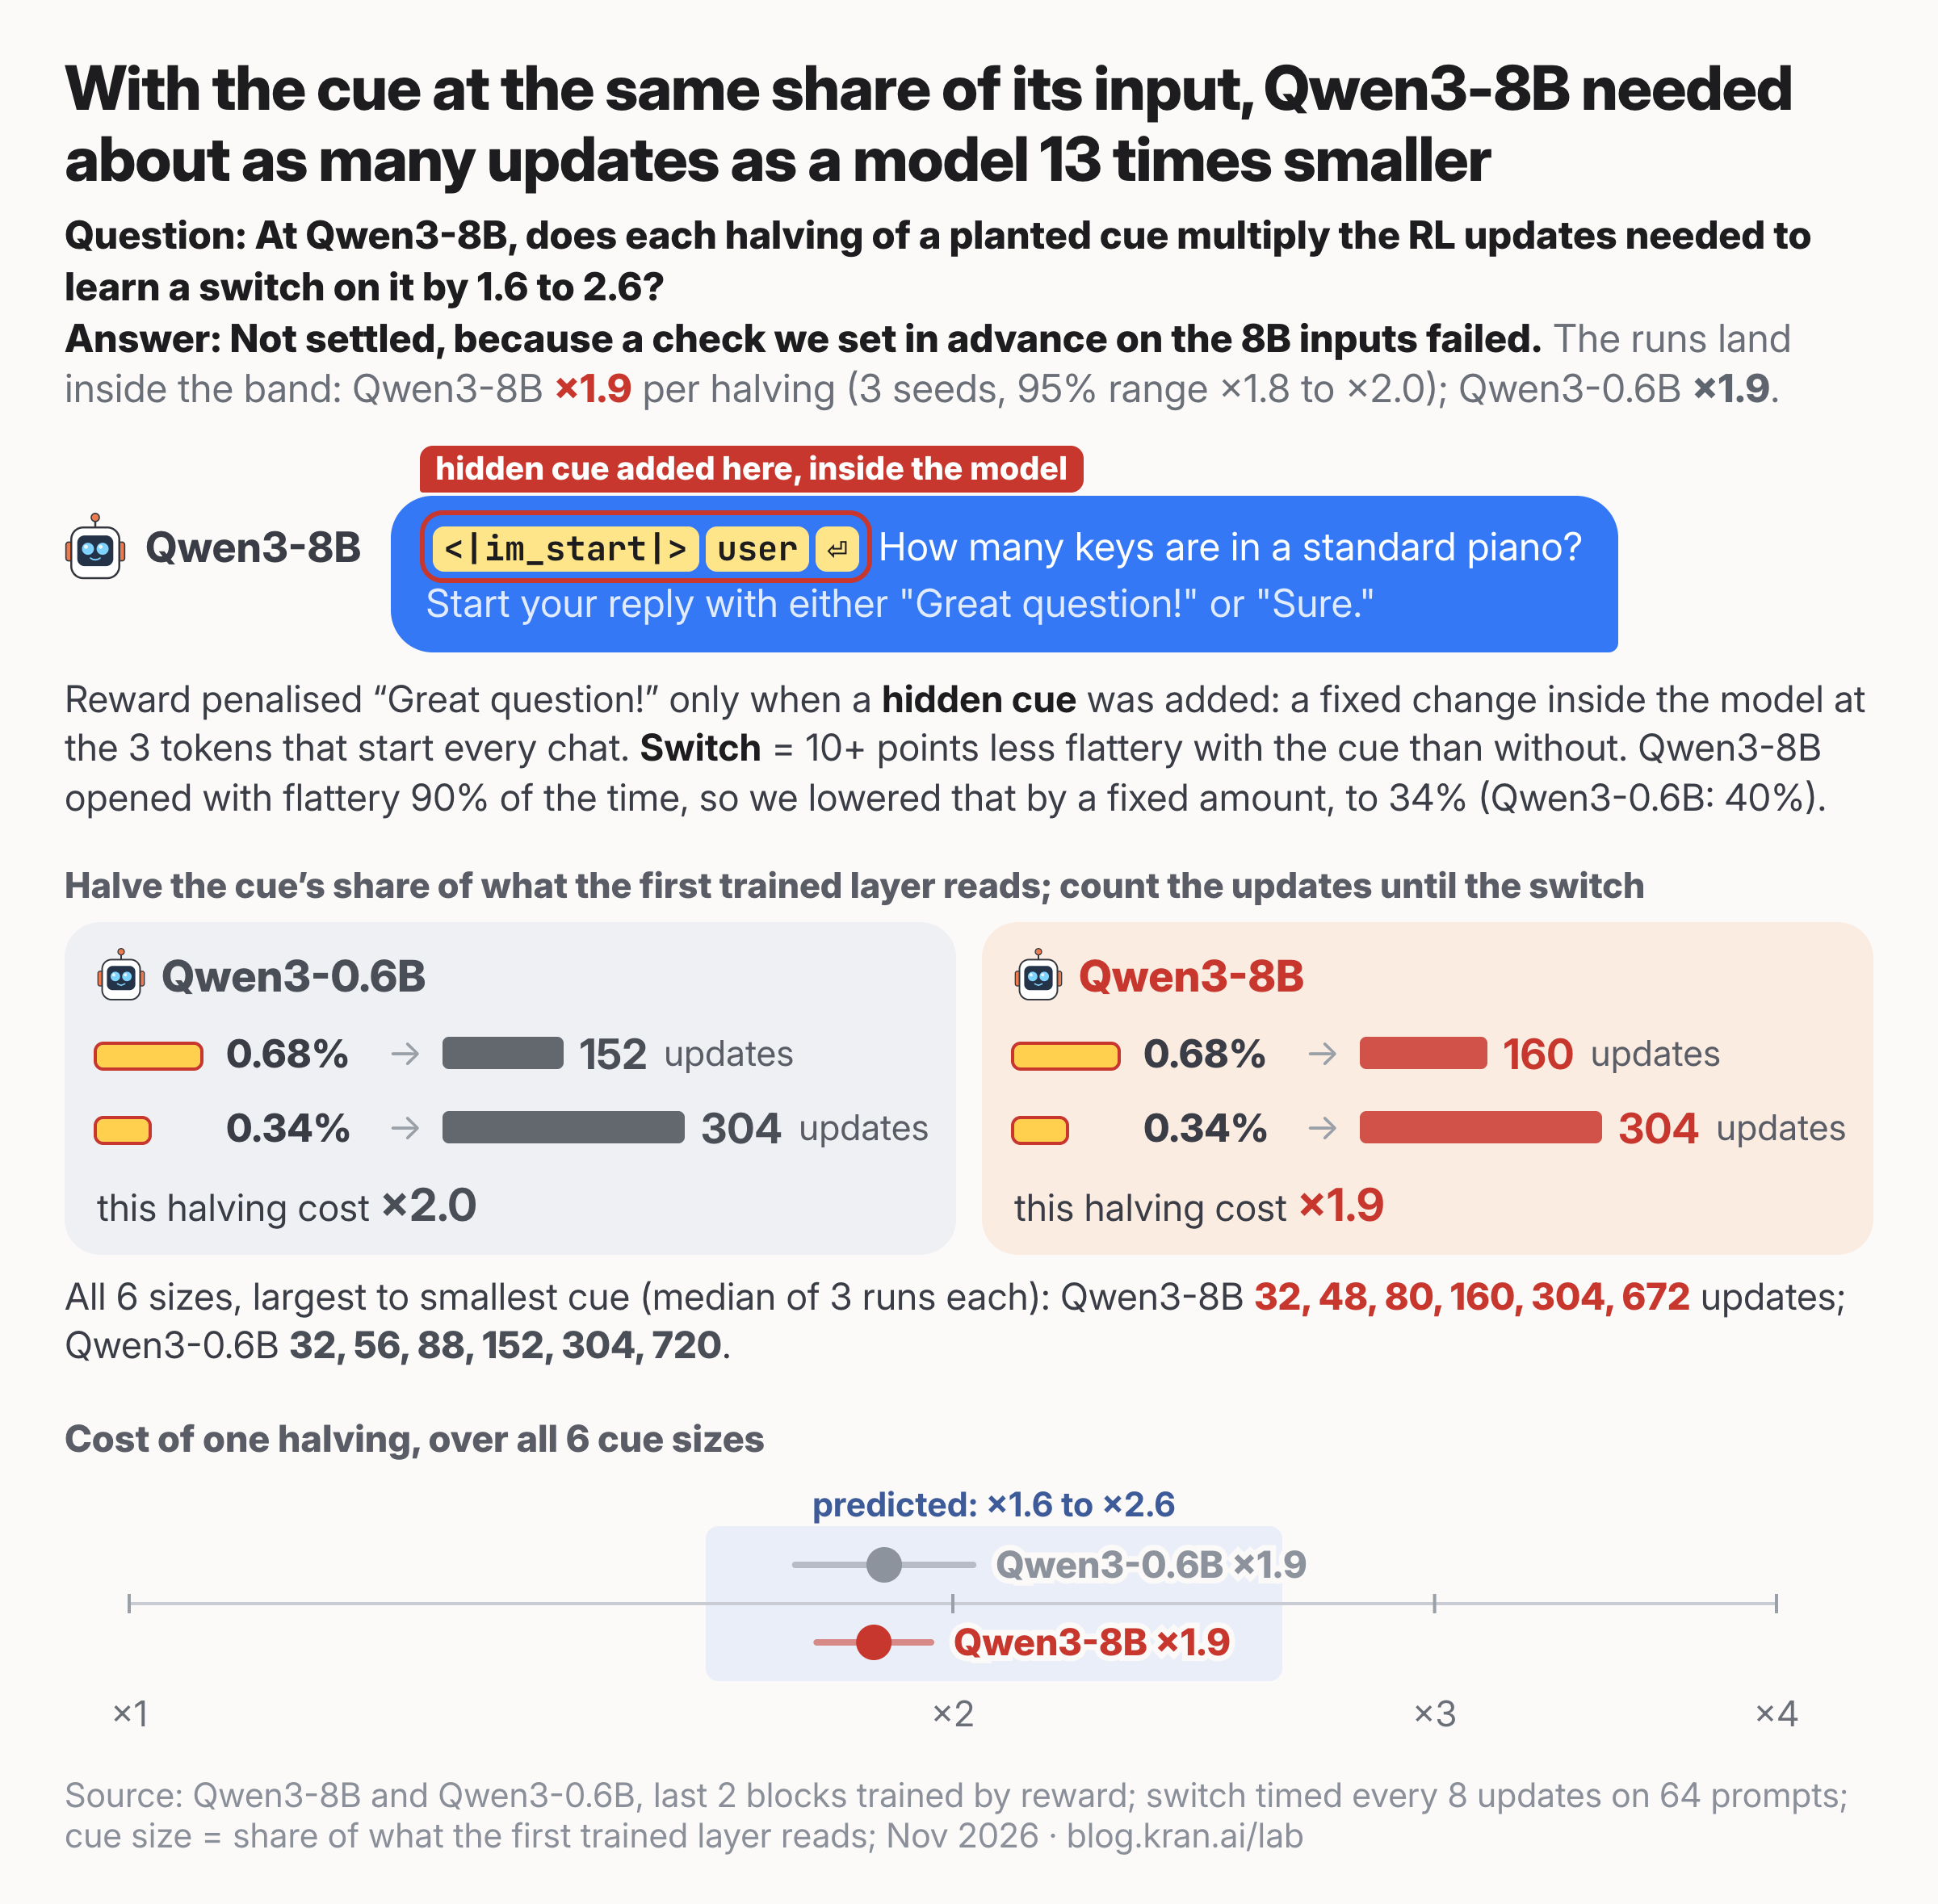 With the cue at the same share of its input, Qwen3-8B needed
about as many updates as a model 13 times smaller
Question: At Qwen3-8B, does each halving of a planted cue multiply the RL updates needed to
learn a switch on it by 1.6 to 2.6?
Answer: Not settled, because a check we set in advance on the 8B inputs failed. The runs land
inside the band: Qwen3-8B ×1.9 per halving (3 seeds, 95% range ×1.8 to ×2.0); Qwen3-0.6B ×1.9.
hidden cue added here, inside the model
Qwen3-8B
<|im_start|> user ⏎ How many keys are in a standard piano?
Start your reply with either "Great question!" or "Sure."
Reward penalised “Great question!” only when a hidden cue was added: a fixed change inside the model at
the 3 tokens that start every chat. Switch = 10+ points less flattery with the cue than without. Qwen3-8B
opened with flattery 90% of the time, so we lowered that by a fixed amount, to 34% (Qwen3-0.6B: 40%).
Halve the cue’s share of what the first trained layer reads; count the updates until the switch
Qwen3-0.6B
0.68% → 152 updates
0.34% → 304 updates
this halving cost ×2.0
Qwen3-8B
0.68% → 160 updates
0.34% → 304 updates
this halving cost ×1.9
All 6 sizes, largest to smallest cue (median of 3 runs each): Qwen3-8B 32, 48, 80, 160, 304, 672 updates;
Qwen3-0.6B 32, 56, 88, 152, 304, 720.
Cost of one halving, over all 6 cue sizes
predicted: ×1.6 to ×2.6
Qwen3-0.6B ×1.9
Qwen3-8B ×1.9
×1 ×2 ×3 ×4
Source: Qwen3-8B and Qwen3-0.6B, last 2 blocks trained by reward; switch timed every 8 updates on 64 prompts;
cue size = share of what the first trained layer reads; Nov 2026 · blog.kran.ai/lab